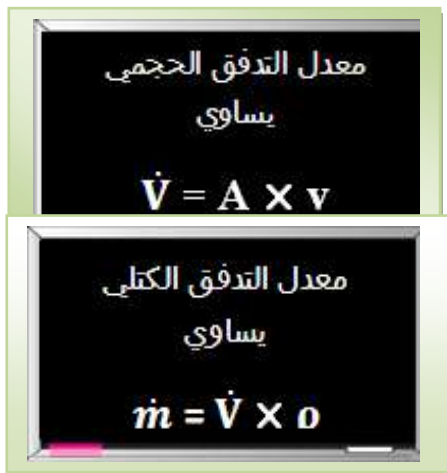 معدل التدفق الحجمي
يساوي
V̇ = A × v
معدل التدفق الكتلي
يساوي
ṁ = V̇ × ρ